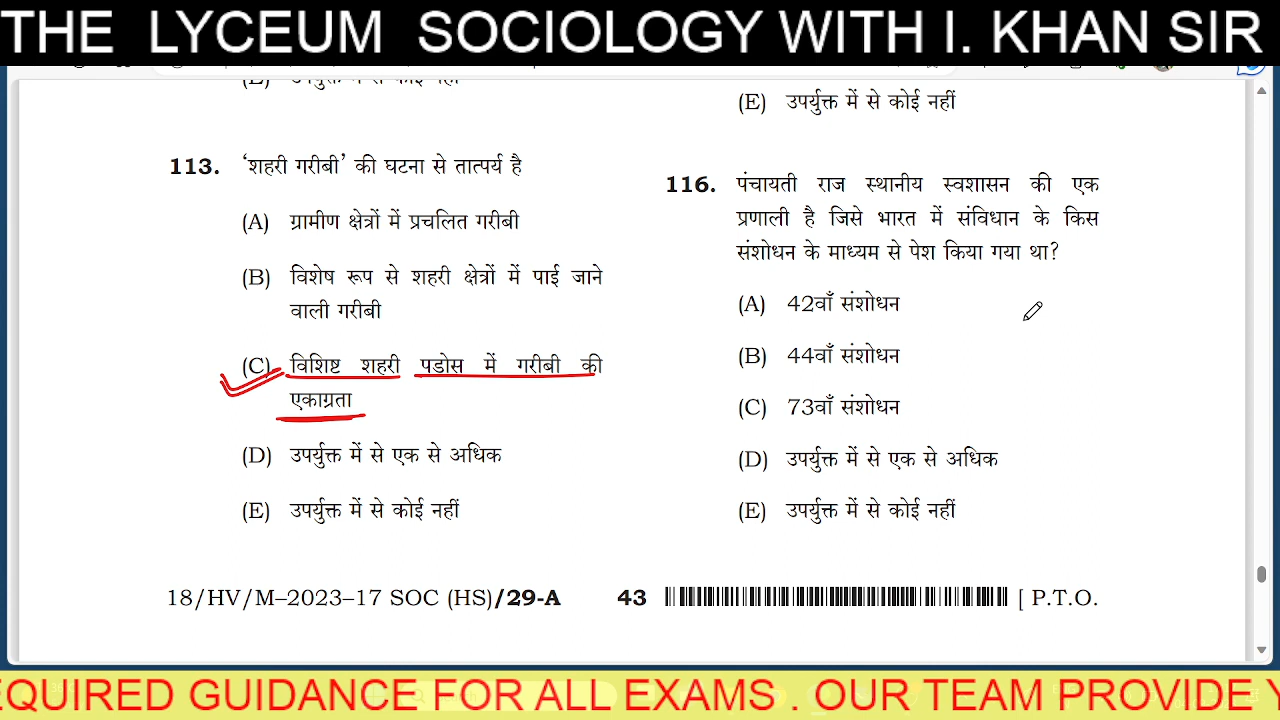 THE LYCEUM SOCIOLOGY WITH I. KHAN SIR
113. ‘शहरी गरीबी’ की घटना से तात्पर्य है
(A) ग्रामीण क्षेत्रों में प्रचलित गरीबी
(B) विशेष रूप से शहरी क्षेत्रों में पाई जाने
वाली गरीबी
(C) विशिष्ट शहरी पडोस में गरीबी की
एकाग्रता
(D) उपर्युक्त में से एक से अधिक
(E) उपर्युक्त में से कोई नहीं
(E) उपर्युक्त में से कोई नहीं
116. पंचायती राज स्थानीय स्वशासन की एक
प्रणाली है जिसे भारत में संविधान के किस
संशोधन के माध्यम से पेश किया गया था?
(A) 42वाँ संशोधन
(B) 44वाँ संशोधन
(C) 73वाँ संशोधन
(D) उपर्युक्त में से एक से अधिक
(E) उपर्युक्त में से कोई नहीं
18/HV/M–2023–17 SOC (HS)/29-A 43 [ P.T.O.
EQUIRED GUIDANCE FOR ALL EXAMS . OUR TEAM PROVIDE Y